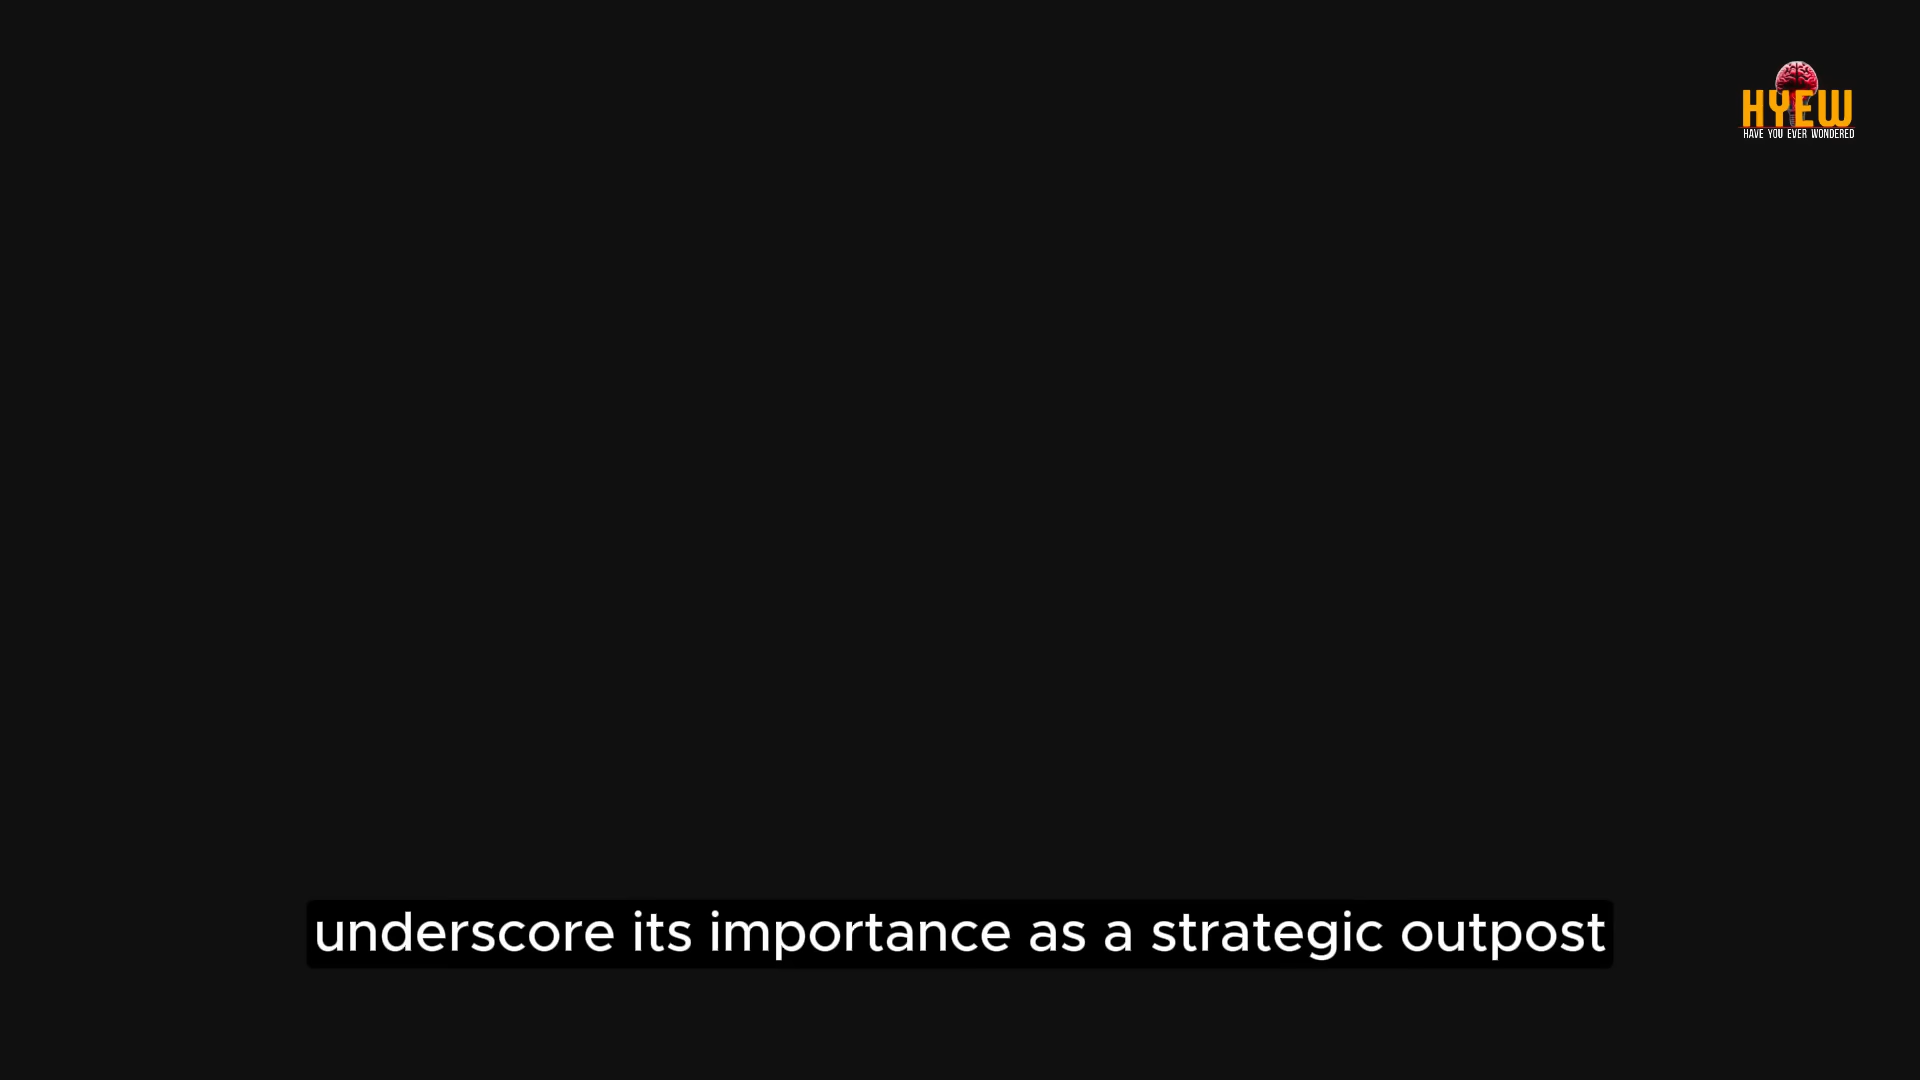 HYEW
HAVE YOU EVER WONDERED
underscore its importance as a strategic outpost